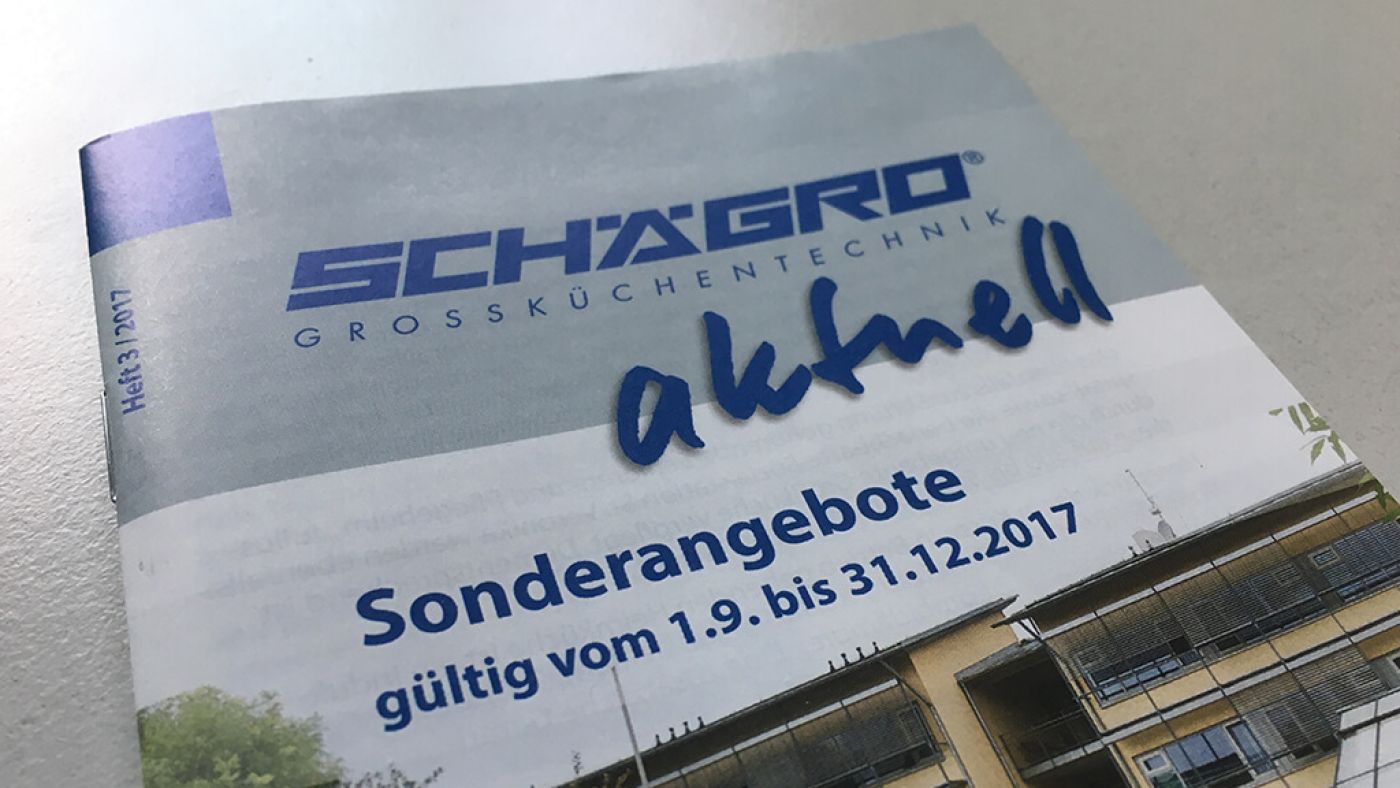 Heft 3 | 2017
SCHÄGRO®
GROSSKÜCHENTECHNIK
aktuell
Sonderangebote
gültig vom 1.9. bis 31.12.2017